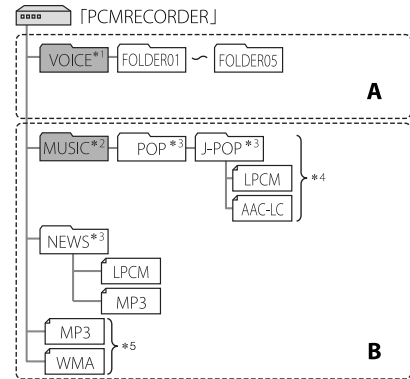 「PCMRECORDER」
VOICE*1 FOLDER01 〜 FOLDER05
A
MUSIC*2 POP*3 J-POP*3
LPCM
*4
AAC-LC
NEWS*3
LPCM
MP3
MP3
*5
WMA
B